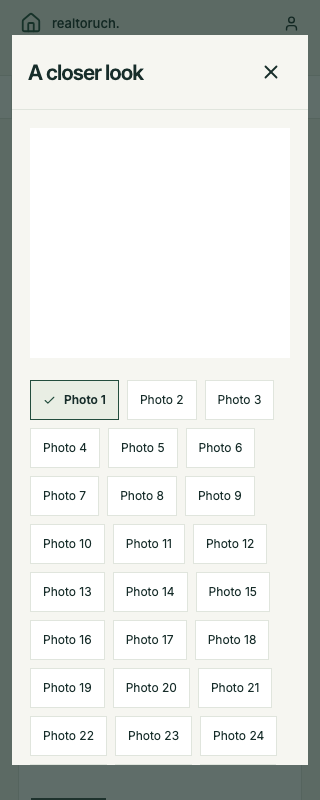 realtoruch.
A closer look
Photo 1 Photo 2 Photo 3
Photo 4 Photo 5 Photo 6
Photo 7 Photo 8 Photo 9
Photo 10 Photo 11 Photo 12
Photo 13 Photo 14 Photo 15
Photo 16 Photo 17 Photo 18
Photo 19 Photo 20 Photo 21
Photo 22 Photo 23 Photo 24